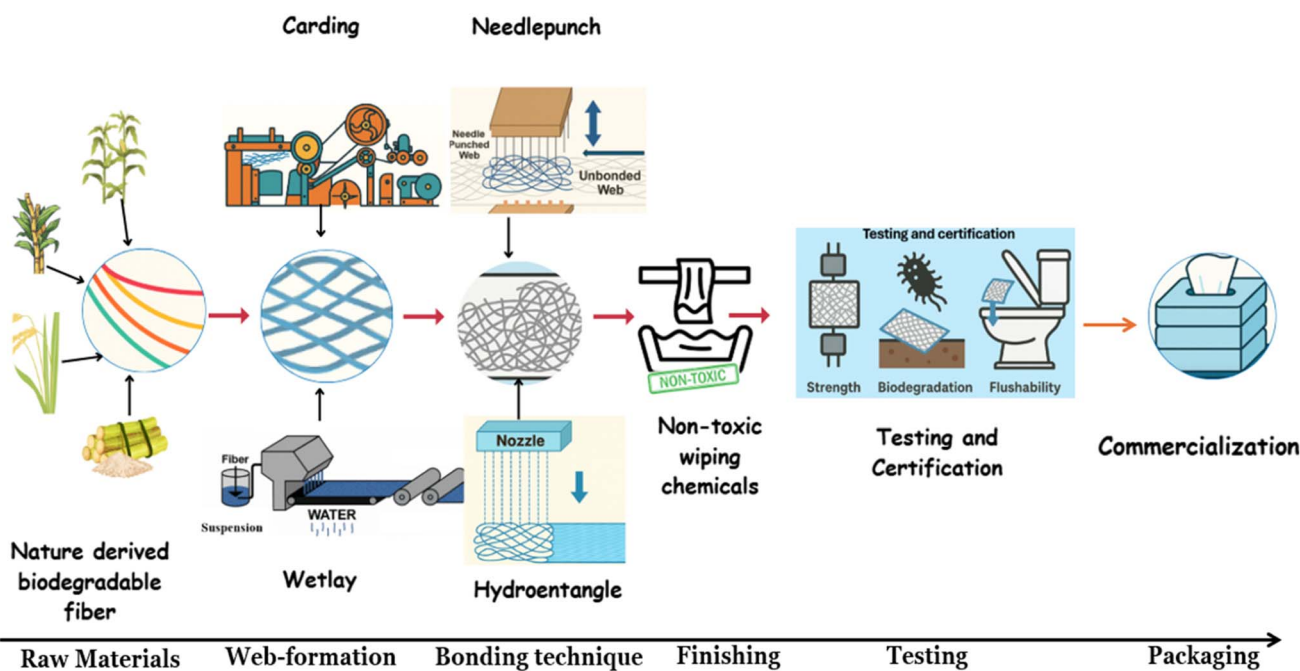 Carding
Needlepunch
Needle
Punched
Web
Unbonded
Web
Testing and certification
Strength
Biodegradation
Flushability
NON-TOXIC
Nozzle
Fiber
Suspension
WATER
Nature derived
biodegradable
fiber
Wetlay
Hydroentangle
Non-toxic
wiping
chemicals
Testing and
Certification
Commercialization
Raw Materials
Web-formation
Bonding technique
Finishing
Testing
Packaging